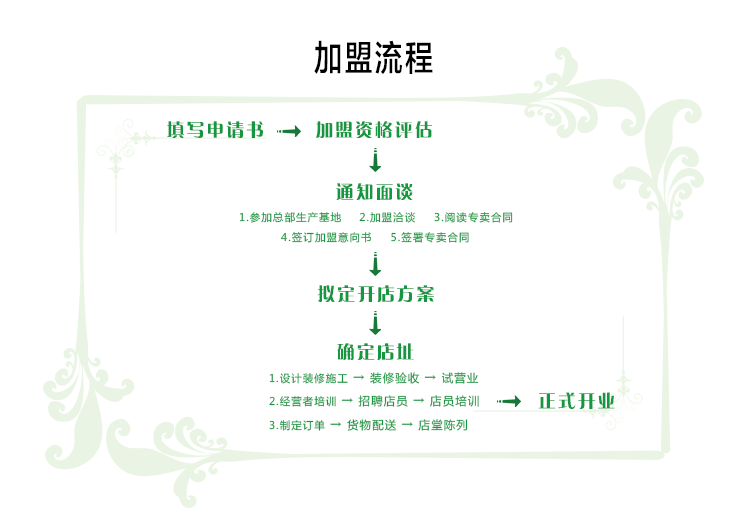 加盟流程
填写申请书 → 加盟资格评估
通知面谈
1.参加总部生产基地 2.加盟洽谈 3.阅读专卖合同
4.签订加盟意向书 5.签署专卖合同
拟定开店方案
确定店址
1.设计装修施工 → 装修验收 → 试营业
2.经营者培训 → 招聘店员 → 店员培训 → 正式开业
3.制定订单 → 货物配送 → 店堂陈列